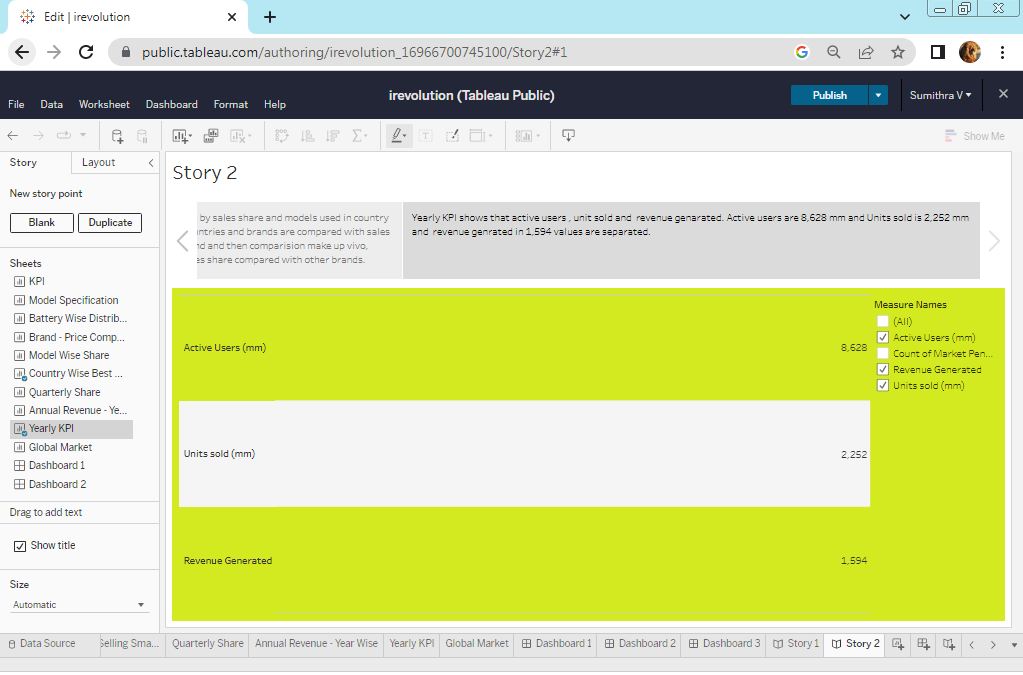 Edit | irevolution
public.tableau.com/authoring/irevolution_16966700745100/Story2#1
irevolution (Tableau Public)
Publish
Sumithra V
File Data Worksheet Dashboard Format Help
Show Me
Story Layout
New story point
Blank Duplicate
Sheets
KPI
Model Specification
Battery Wise Distrib...
Brand - Price Comp...
Model Wise Share
Country Wise Best ...
Quarterly Share
Annual Revenue - Ye...
Yearly KPI
Global Market
Dashboard 1
Dashboard 2
Drag to add text
Show title
Size
Automatic
Story 2
by sales share and models used in country
untries and brands are compared with sales
nd and then comparision make up vivo,
es share compared with other brands.
Yearly KPI shows that active users , unit sold and revenue genarated. Active users are 8,628 mm and Units sold is 2,252 mm
and revenue genrated in 1,594 values are separated.
Active Users (mm) 8,628
Units sold (mm) 2,252
Revenue Generated 1,594
Measure Names
(All)
Active Users (mm)
Count of Market Pen...
Revenue Generated
Units sold (mm)
Data Source Selling Sma... Quarterly Share Annual Revenue - Year Wise Yearly KPI Global Market Dashboard 1 Dashboard 2 Dashboard 3 Story 1 Story 2